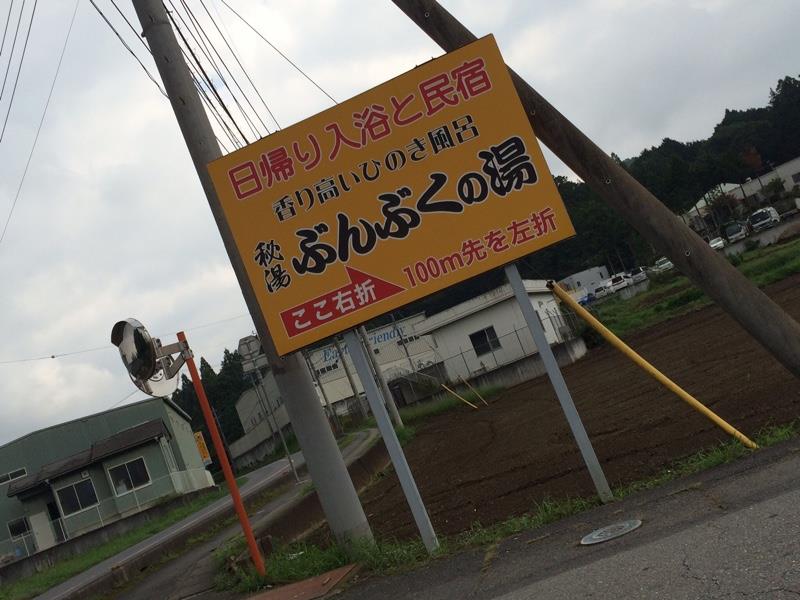 日帰り入浴と民宿
香り高いひのき風呂
秘湯 ぶんぶくの湯
ここ右折 100m先を左折